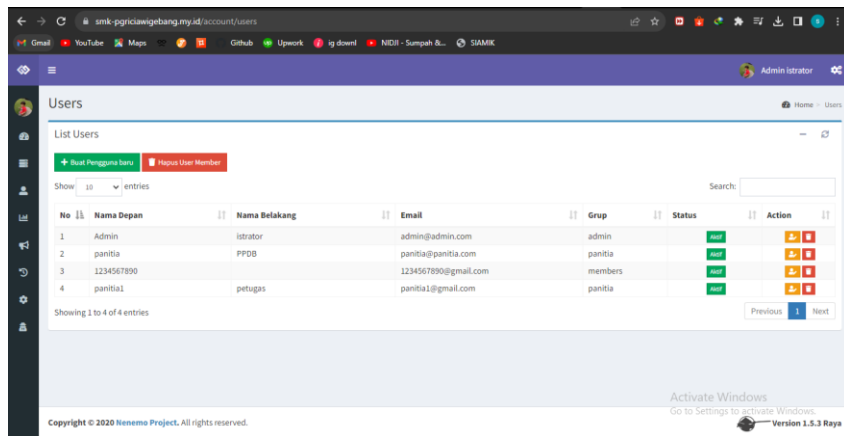 smk-pgriciawigebang.my.id/account/users
Gmail YouTube Maps Github Upwork ig downl NIDJI - Sumpah &... SIAMIK
Admin istrator
Users
Home > Users
List Users
Buat Pengguna baru Hapus User Member
Show 10 entries Search:
No Nama Depan Nama Belakang Email Grup Status Action
1 Admin istrator admin@admin.com admin Aktif
2 panitia PPDB panitia@panitia.com panitia Aktif
3 1234567890 1234567890@gmail.com members Aktif
4 panitia1 petugas panitia1@gmail.com panitia Aktif
Showing 1 to 4 of 4 entries Previous 1 Next
Activate Windows
Go to Settings to activate Windows.
Copyright © 2020 Nenemo Project. All rights reserved. Version 1.5.3 Raya